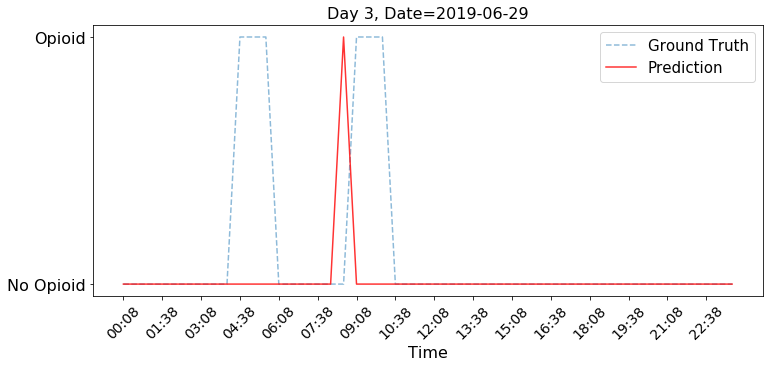 Day 3, Date=2019-06-29
Opioid
No Opioid
Ground Truth
Prediction
00:08
01:38
03:08
04:38
06:08
07:38
09:08
10:38
12:08
13:38
15:08
16:38
18:08
19:38
21:08
22:38
Time